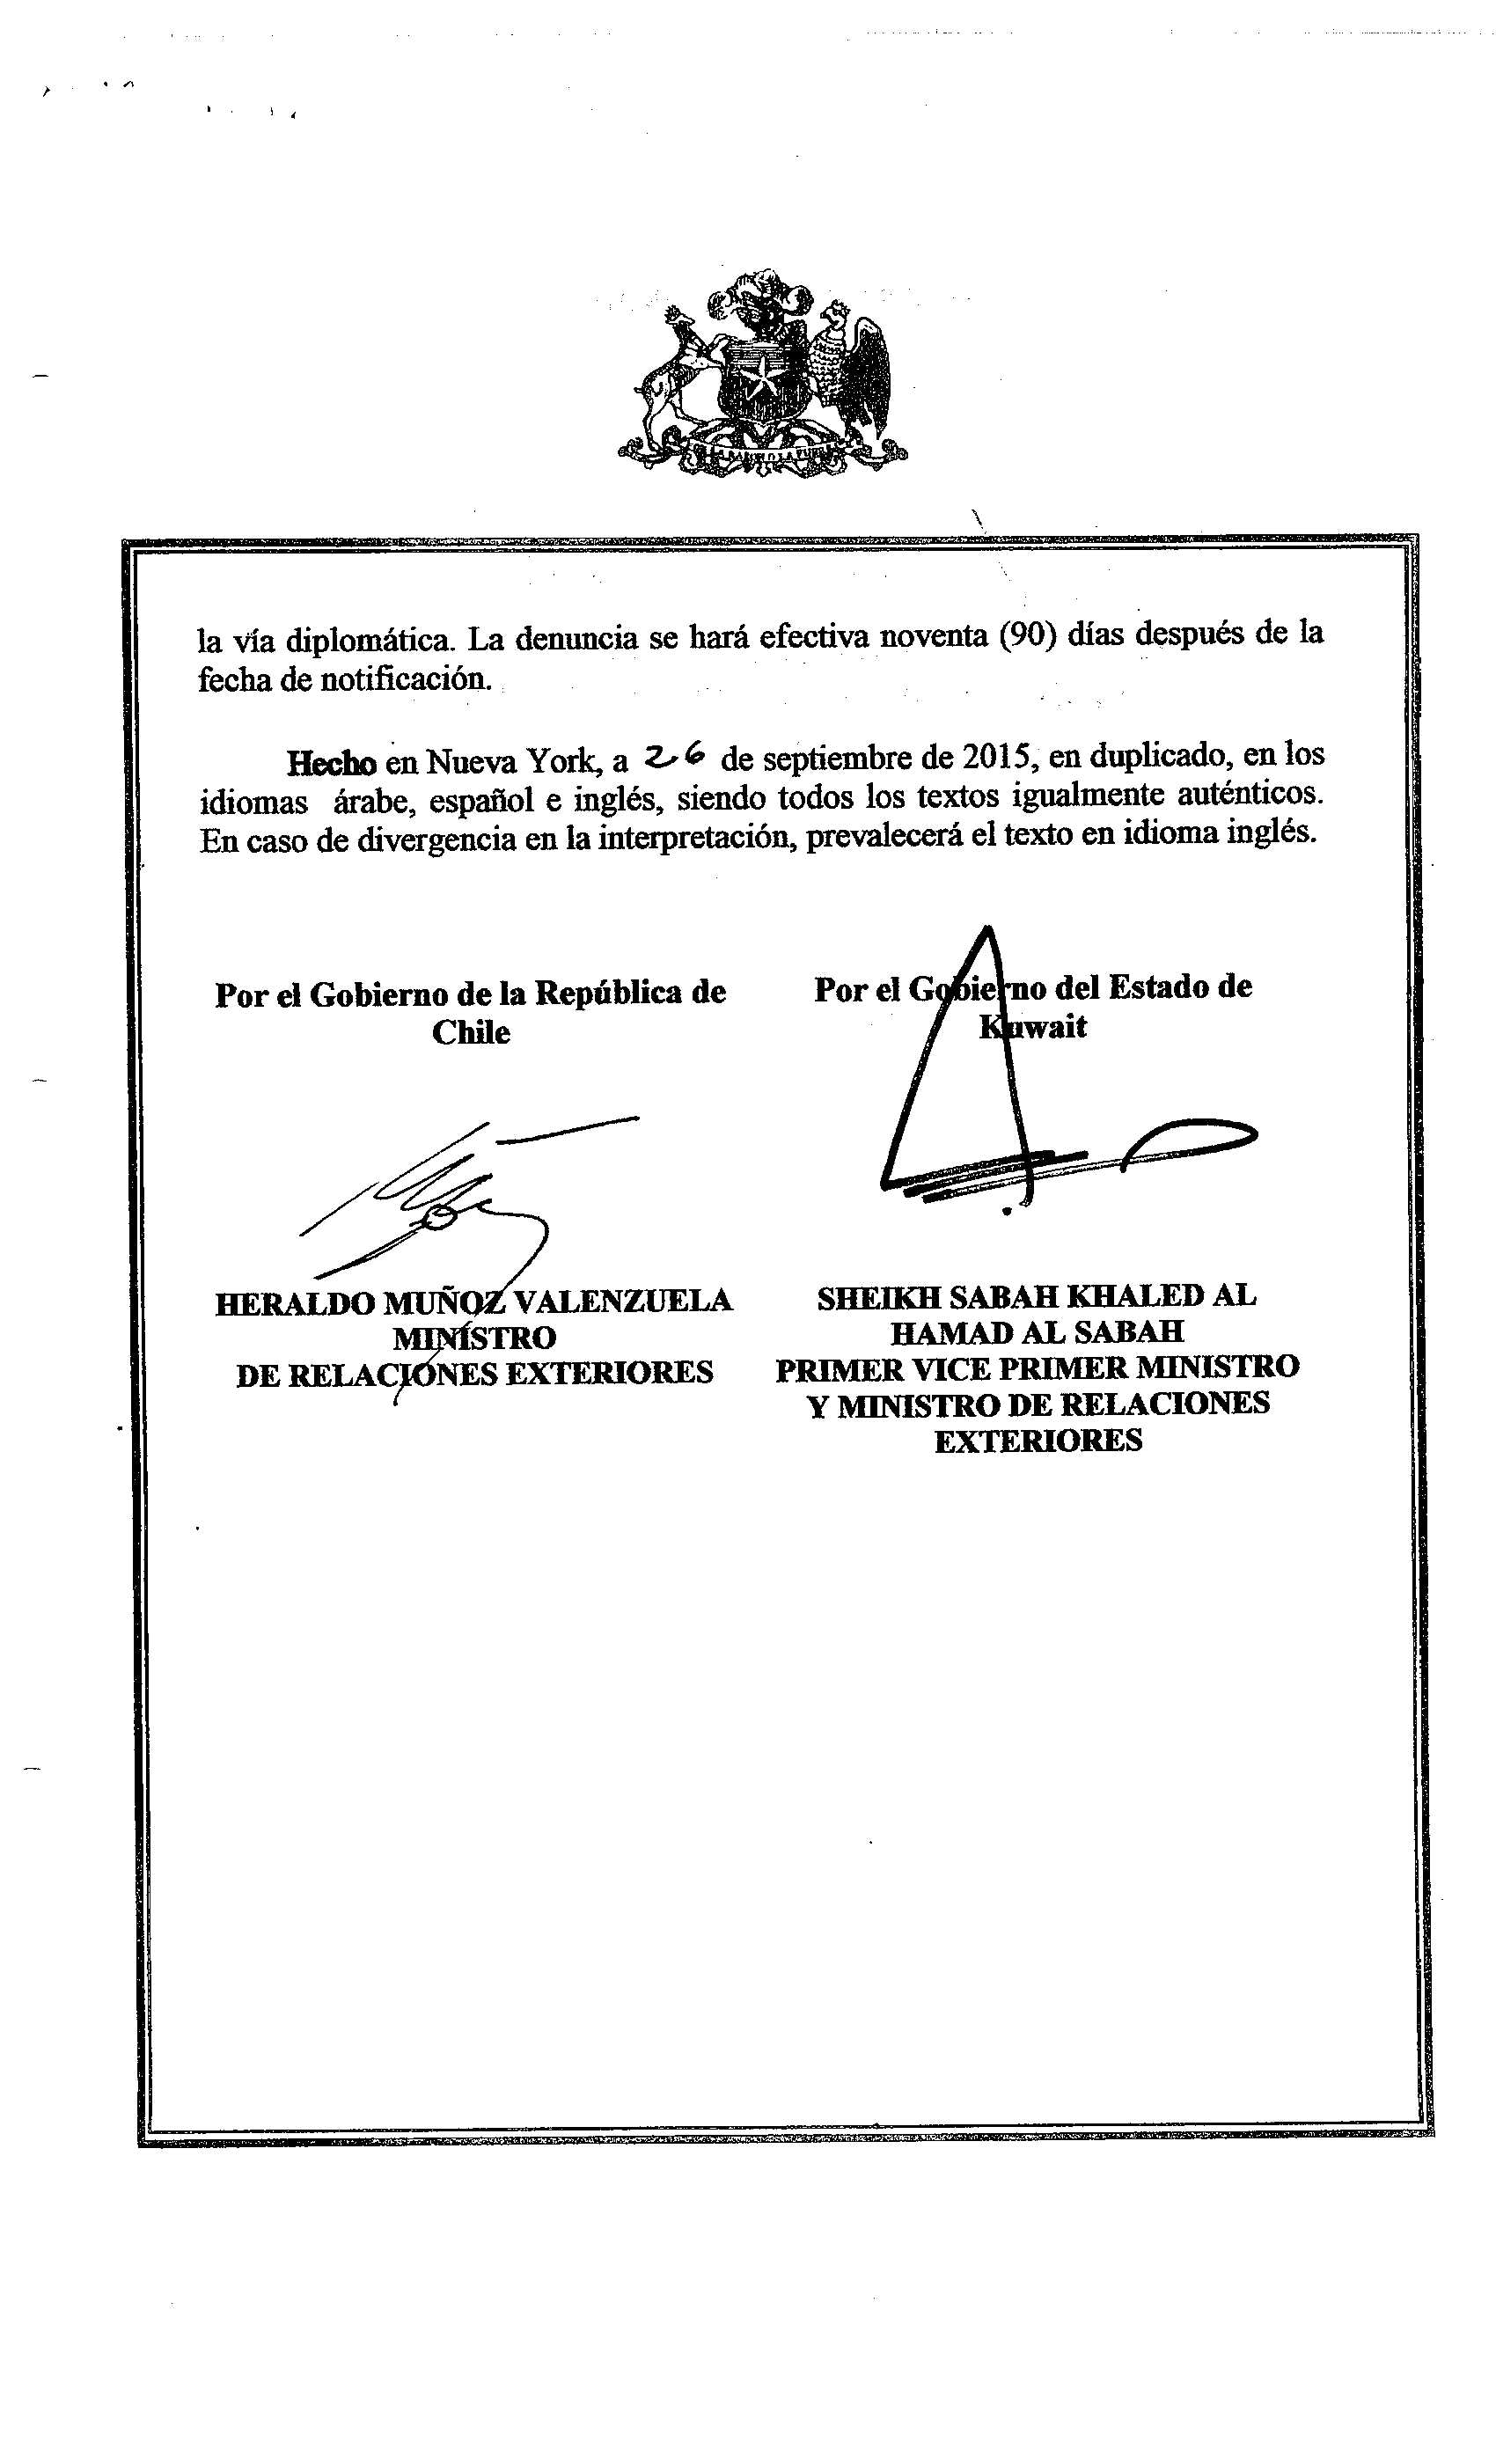 la vía diplomática. La denuncia se hará efectiva noventa (90) días después de la
fecha de notificación.
Hecho en Nueva York, a 26 de septiembre de 2015, en duplicado, en los
idiomas árabe, español e inglés, siendo todos los textos igualmente auténticos.
En caso de divergencia en la interpretación, prevalecerá el texto en idioma inglés.
Por el Gobierno de la República de
Chile
HERALDO MUÑOZ VALENZUELA
MINISTRO
DE RELACIONES EXTERIORES
Por el Gobierno del Estado de
Kuwait
SHEIKH SABAH KHALED AL
HAMAD AL SABAH
PRIMER VICE PRIMER MINISTRO
Y MINISTRO DE RELACIONES
EXTERIORES